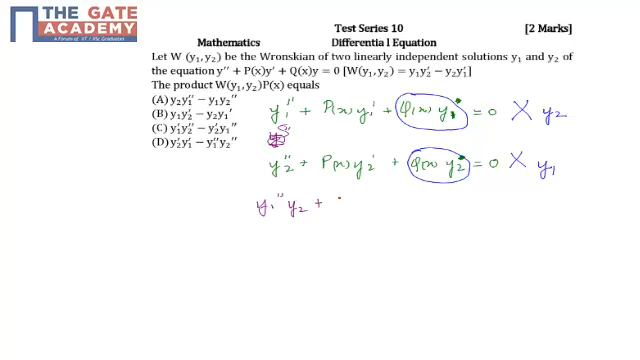 THE GATE ACADEMY
A Forum of IIT / IISc Graduates
Test Series 10 [2 Marks]
Mathematics Differential l Equation
Let W (y₁, y₂) be the Wronskian of two linearly independent solutions y₁ and y₂ of
the equation y'' + P(x)y' + Q(x)y = 0 [W(y₁, y₂) = y₁y₂′ − y₂y₁′]
The product W(y₁, y₂)P(x) equals
(A) y₂y₁'' − y₁y₂''
(B) y₁y₂′ − y₂y₁′
(C) y₁′y₂'' − y₂′y₁''
(D) y₂′y₁′ − y₁''y₂''
y₁'' + P(x) y₁′ + Q(x) y₁ = 0 × y₂
y₂'' + P(x) y₂′ + Q(x) y₂ = 0 × y₁
y₁'' y₂ +